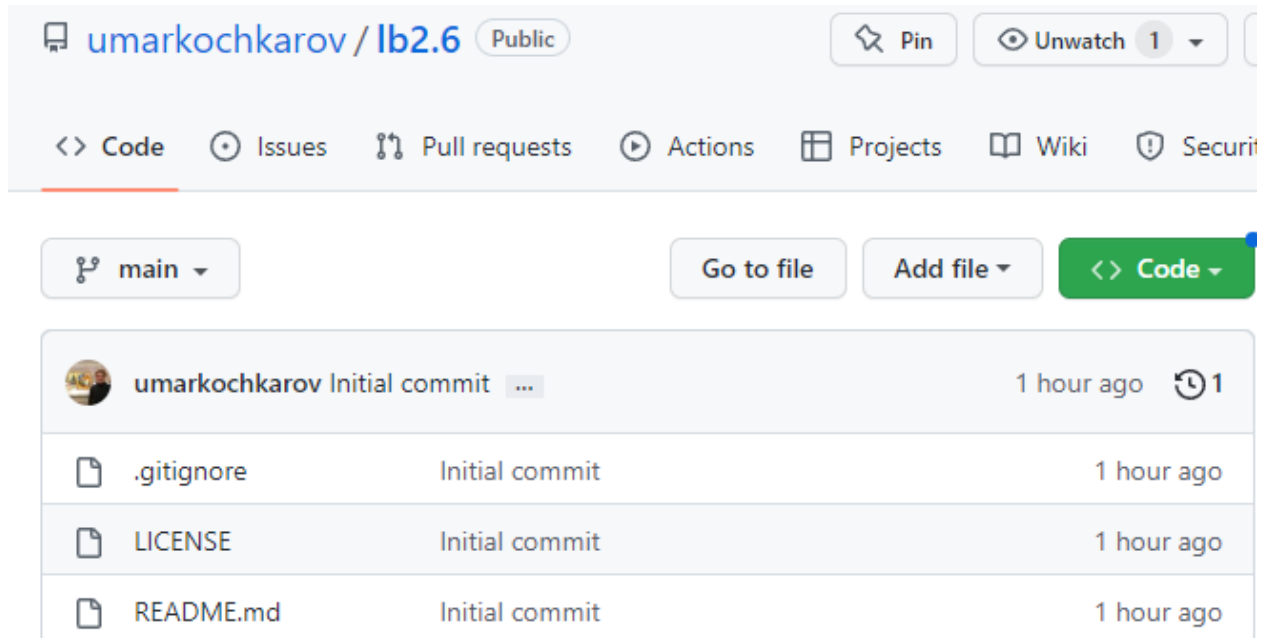 umarkochkarov / lb2.6 Public Pin Unwatch 1
Code Issues Pull requests Actions Projects Wiki Securit
main Go to file Add file Code
umarkochkarov Initial commit ... 1 hour ago 1
.gitignore Initial commit 1 hour ago
LICENSE Initial commit 1 hour ago
README.md Initial commit 1 hour ago